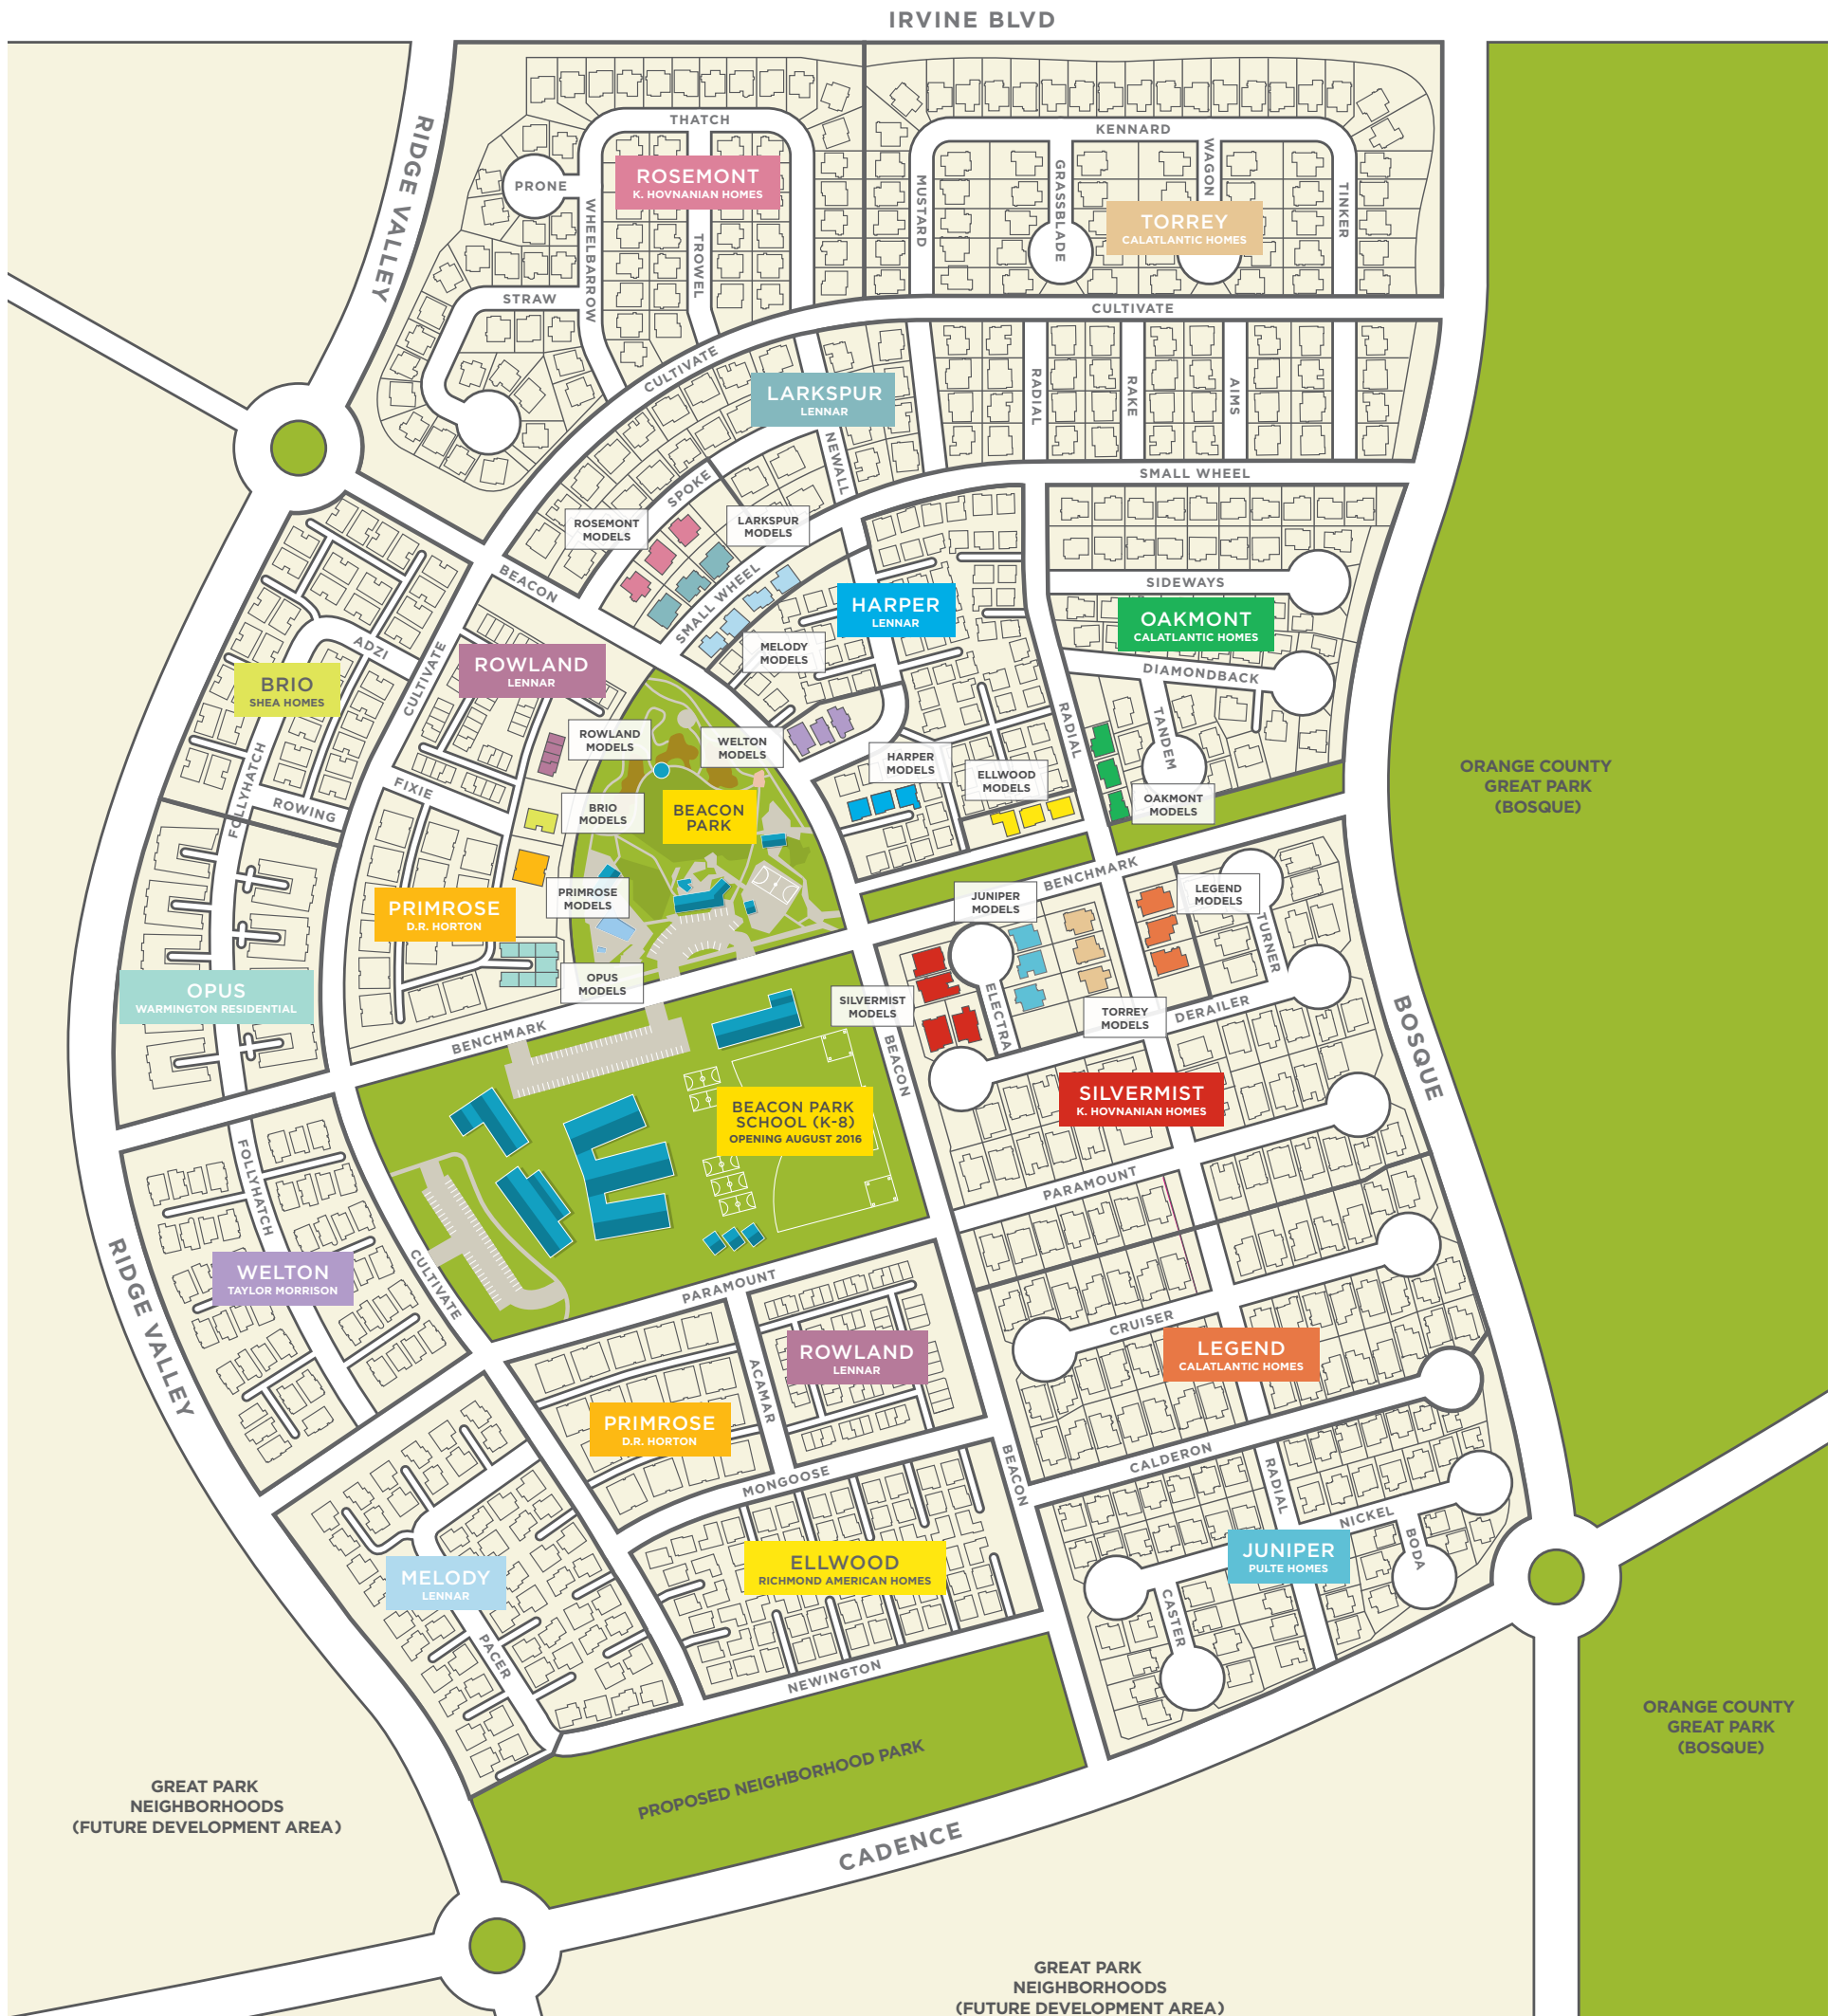 IRVINE BLVD
RIDGE VALLEY
THATCH
KENNARD
PRONE
ROSEMONT
K. HOVNANIAN HOMES
WHEELBARROW
TROWEL
MUSTARD
GRASSBLADE
WAGON
TINKER
TORREY
CALATLANTIC HOMES
STRAW
CULTIVATE
CULTIVATE
LARKSPUR
LENNAR
RADIAL
RAKE
AIMS
NEWALL
SPOKE
SMALL WHEEL
ROSEMONT
MODELS
LARKSPUR
MODELS
BEACON
SMALL WHEEL
SIDEWAYS
HARPER
LENNAR
OAKMONT
CALATLANTIC HOMES
ADZI
CULTIVATE
ROWLAND
LENNAR
MELODY
MODELS
DIAMONDBACK
BRIO
SHEA HOMES
ROWLAND
MODELS
WELTON
MODELS
RADIAL
TANDEM
HARPER
MODELS
ELLWOOD
MODELS
FOLLYHATCH
FIXIE
ROWING
BRIO
MODELS
BEACON
PARK
OAKMONT
MODELS
ORANGE COUNTY
GREAT PARK
(BOSQUE)
BENCHMARK
PRIMROSE
D.R. HORTON
PRIMROSE
MODELS
JUNIPER
MODELS
LEGEND
MODELS
TURNER
OPUS
WARMINGTON RESIDENTIAL
OPUS
MODELS
SILVERMIST
MODELS
ELECTRA
TORREY
MODELS
DERAILER
BENCHMARK
BEACON
BOSQUE
BEACON PARK
SCHOOL (K-8)
OPENING AUGUST 2016
SILVERMIST
K. HOVNANIAN HOMES
FOLLYHATCH
PARAMOUNT
RIDGE VALLEY
WELTON
TAYLOR MORRISON
CULTIVATE
PARAMOUNT
CRUISER
ROWLAND
LENNAR
LEGEND
CALATLANTIC HOMES
ACAMAR
PRIMROSE
D.R. HORTON
MONGOOSE
BEACON
CALDERON
RADIAL
NICKEL
BODA
MELODY
LENNAR
ELLWOOD
RICHMOND AMERICAN HOMES
JUNIPER
PULTE HOMES
CASTER
PACER
NEWINGTON
ORANGE COUNTY
GREAT PARK
(BOSQUE)
PROPOSED NEIGHBORHOOD PARK
GREAT PARK
NEIGHBORHOODS
(FUTURE DEVELOPMENT AREA)
CADENCE
GREAT PARK
NEIGHBORHOODS
(FUTURE DEVELOPMENT AREA)